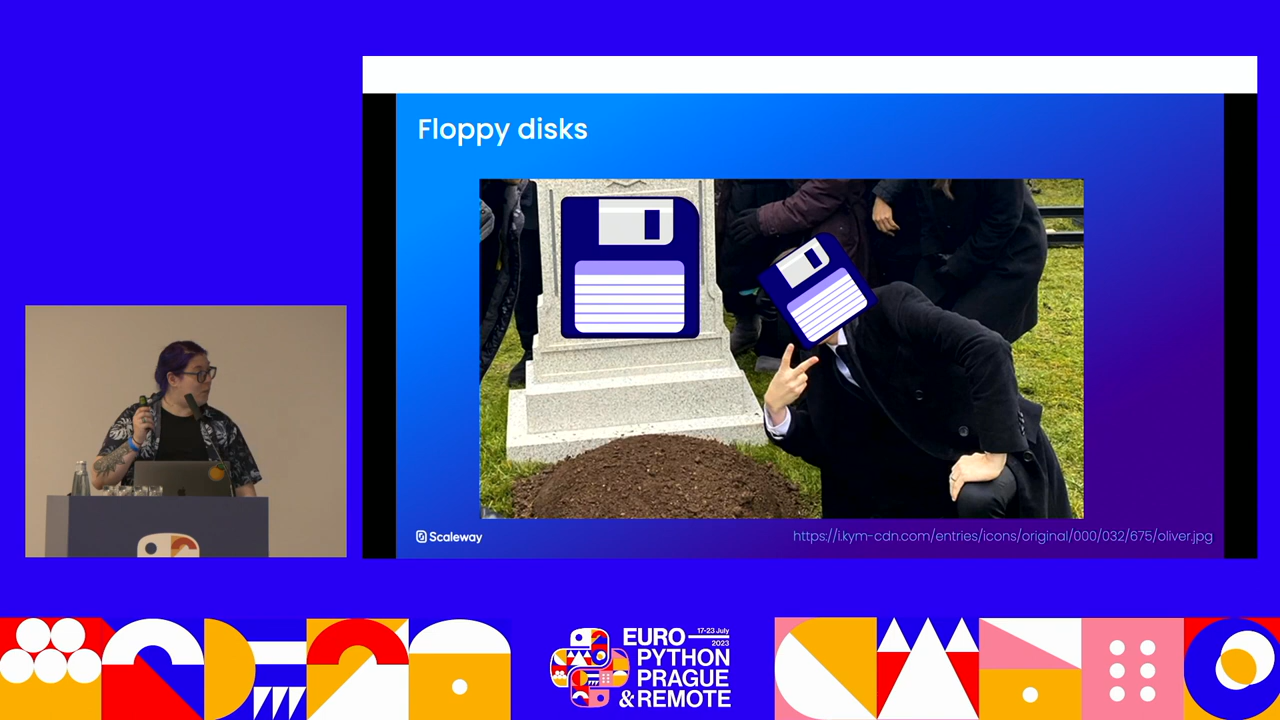 Floppy disks
Scaleway
https://i.kym-cdn.com/entries/icons/original/000/032/675/oliver.jpg
EURO
17-23 July
2023
PYTHON
PRAGUE
& REMOTE